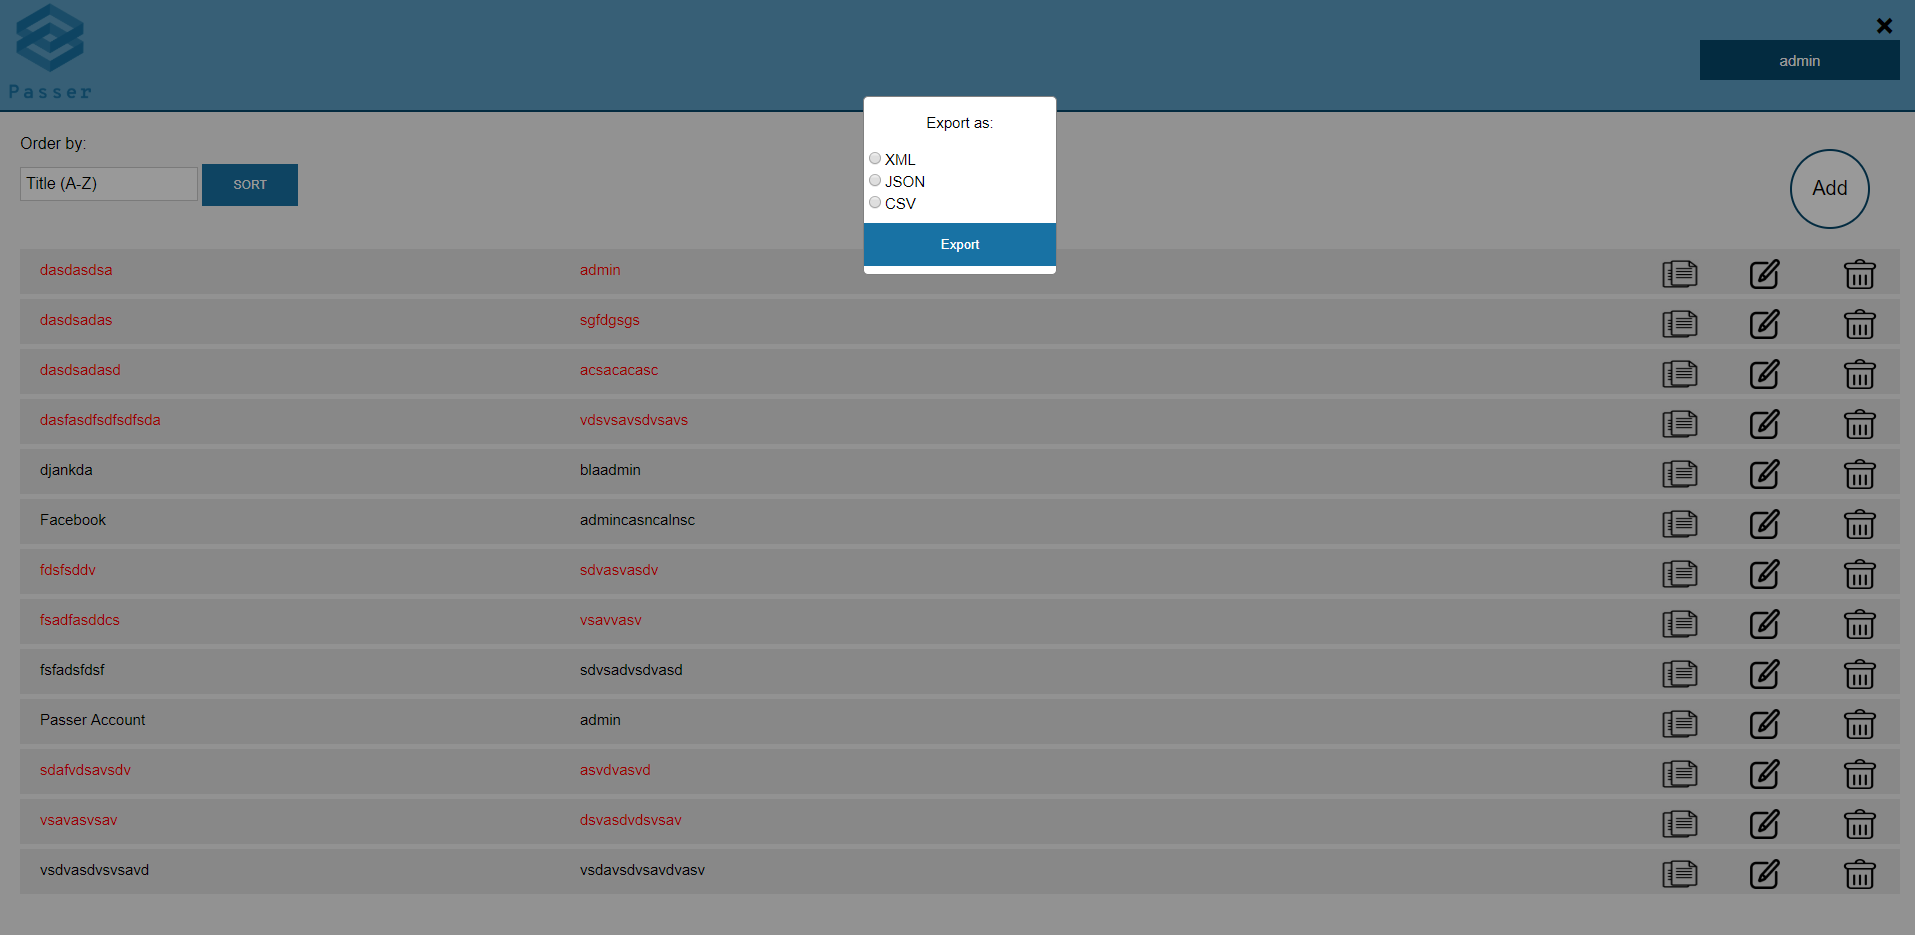 Passer
admin
Export as:
XML
JSON
CSV
Export
Order by:
Title (A-Z)
SORT
Add
dasdasdsa admin
dasdsadas sgfdgsgs
dasdsadasd acsacacasc
dasfasdfsdfsdfsda vdsvsavsdvsavs
djankda blaadmin
Facebook admincasncalnsc
fdsfsddv sdvasvasdv
fsadfasddcs vsavvasv
fsfadsfdsf sdvsadvsdvasd
Passer Account admin
sdafvdsavsdv asvdvasvd
vsavasvsav dsvasdvdsvsav
vsdvasdvsvsavd vsdavsdvsavdvasv